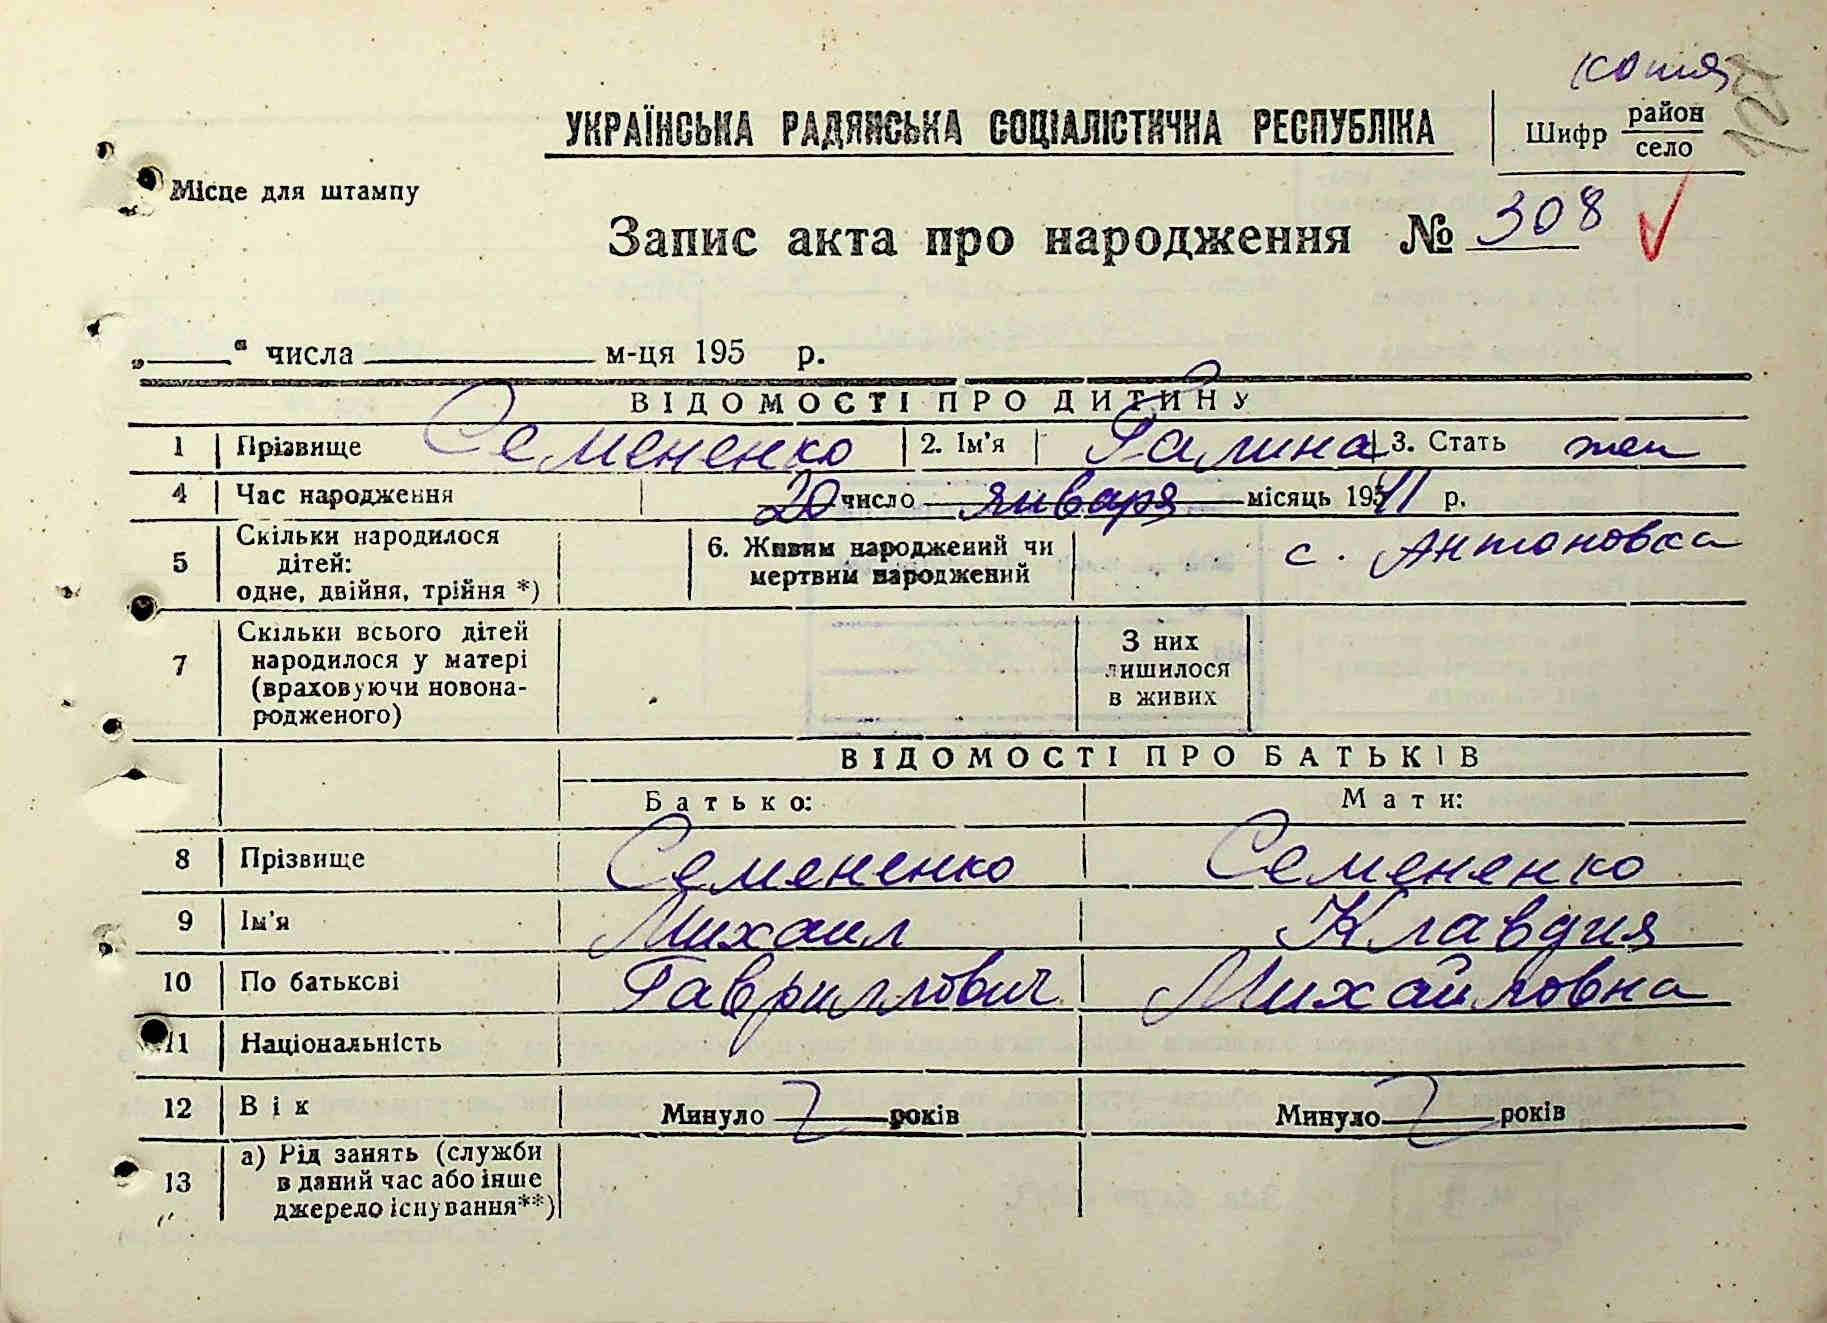 копія
УКРАЇНСЬКА РАДЯНСЬКА СОЦІАЛІСТИЧНА РЕСПУБЛІКА
Шифр район село
Місце для штампу
Запис акта про народження № 308
„ “ числа м-ця 195 р.
ВІДОМОСТІ ПРО ДИТИНУ
1 Прізвище Семененко 2. Ім'я Галина 3. Стать жен
4 Час народження 20 число января місяць 1941 р.
5 Скільки народилося дітей: одне, двійня, трійня *) 6. Живим народжений чи мертвим народжений с. Антоновка
7 Скільки всього дітей народилося у матері (враховуючи новонародженого) З них лишилося в живих
ВІДОМОСТІ ПРО БАТЬКІВ
Батько: Мати:
8 Прізвище Семененко Семененко
9 Ім'я Михаил Клавдия
10 По батькові Гавриллович Михайловна
11 Національність
12 Вік Минуло років Минуло років
13 а) Рід занять (служби в даний час або інше джерело існування**)